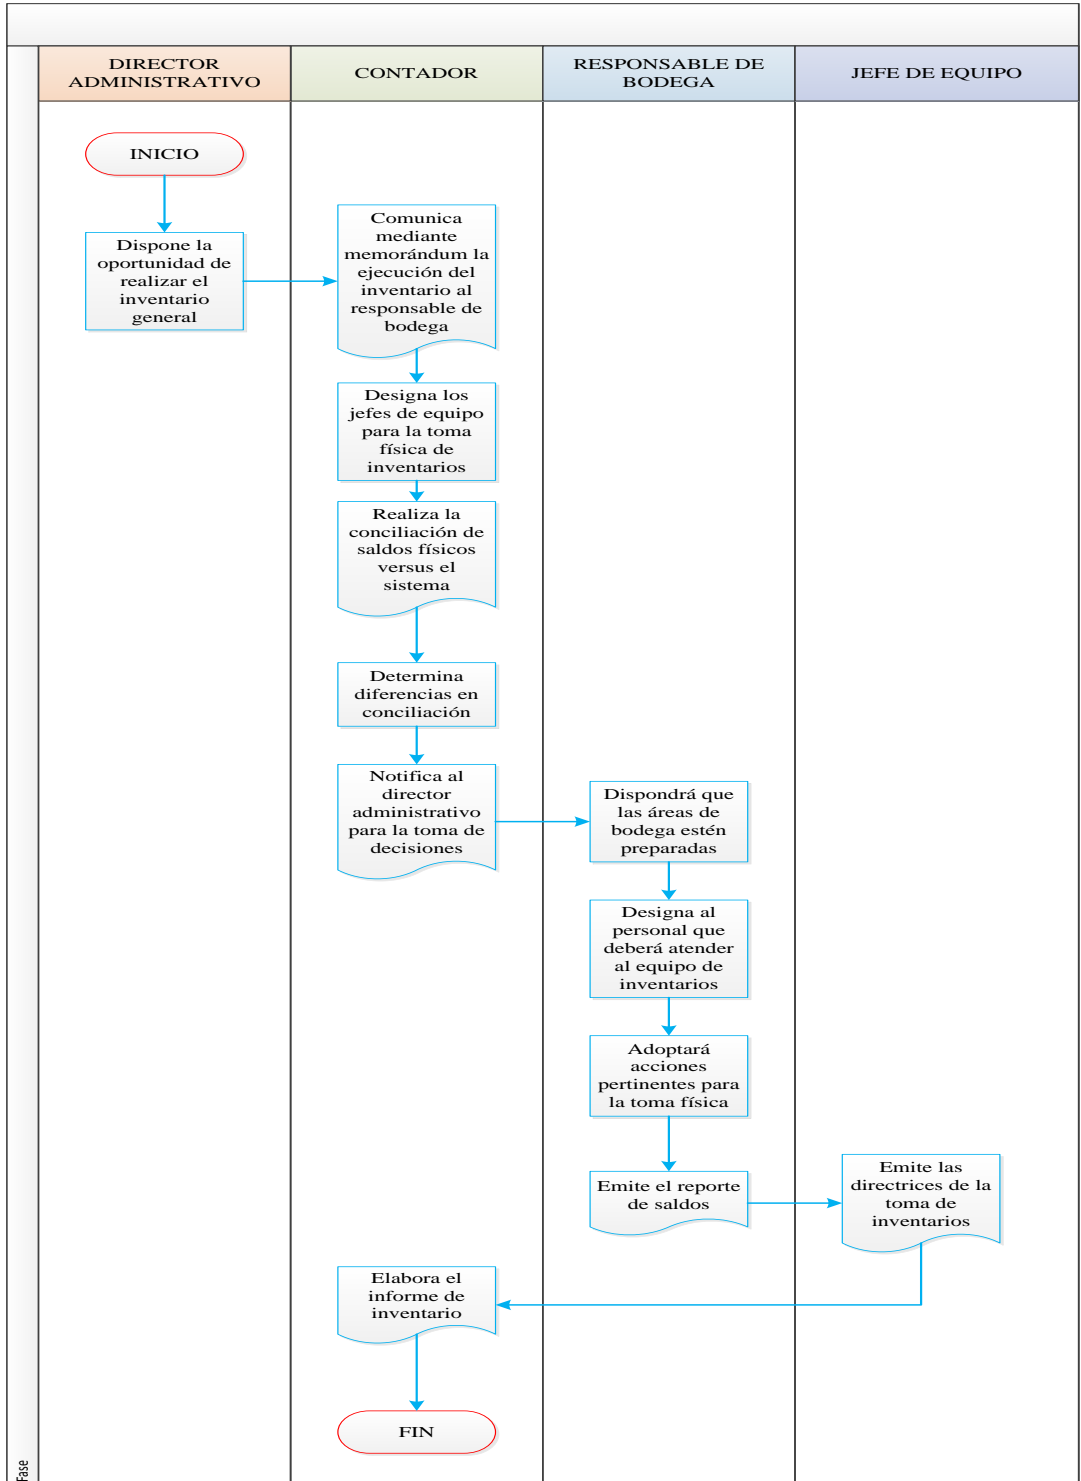 DIRECTOR
ADMINISTRATIVO
CONTADOR
RESPONSABLE DE
BODEGA
JEFE DE EQUIPO
INICIO
Dispone la
oportunidad de
realizar el
inventario
general
Comunica
mediante
memorándum la
ejecución del
inventario al
responsable de
bodega
Designa los
jefes de equipo
para la toma
física de
inventarios
Realiza la
conciliación de
saldos físicos
versus el
sistema
Determina
diferencias en
conciliación
Notifica al
director
administrativo
para la toma de
decisiones
Dispondrá que
las áreas de
bodega estén
preparadas
Designa al
personal que
deberá atender
al equipo de
inventarios
Adoptará
acciones
pertinentes para
la toma física
Emite el reporte
de saldos
Emite las
directrices de la
toma de
inventarios
Elabora el
informe de
inventario
FIN
Fase